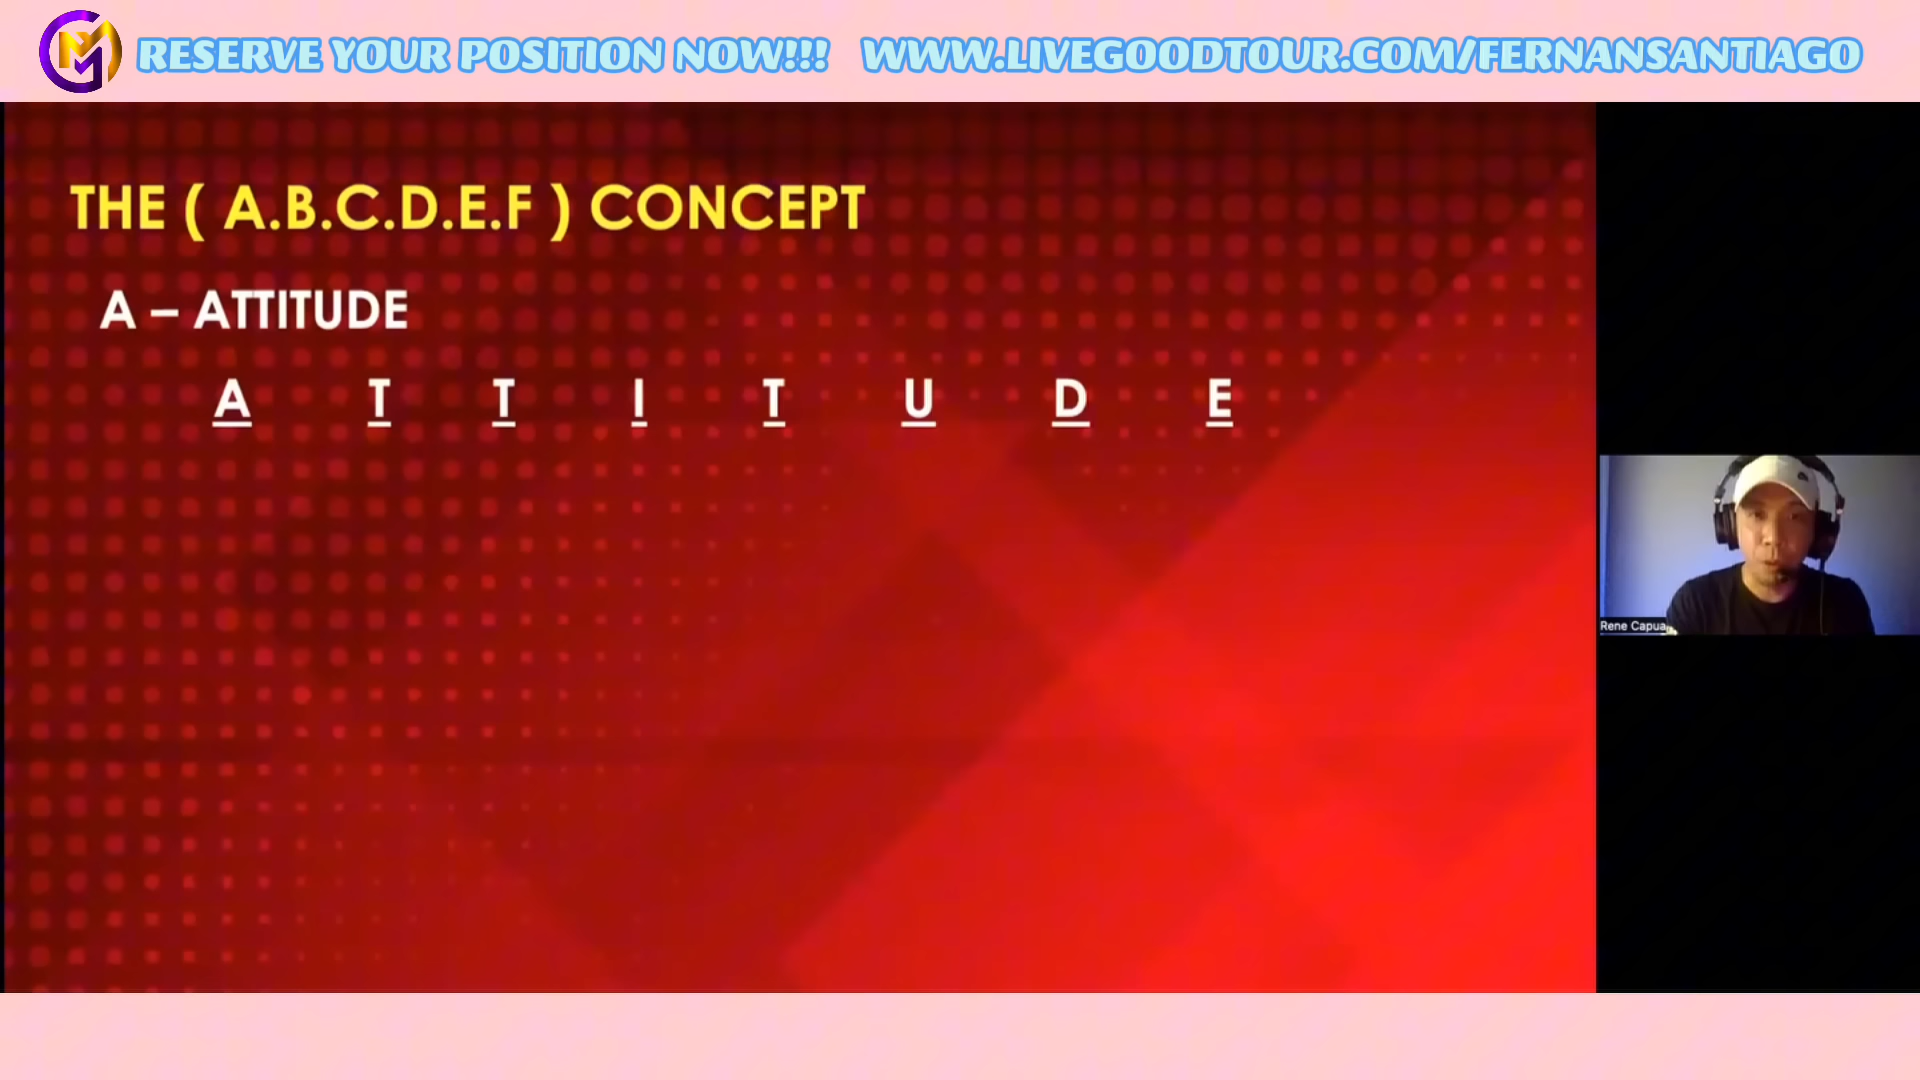 RESERVE YOUR POSITION NOW!!! WWW.LIVEGOODTOUR.COM/FERNANSANTIAGO
THE ( A.B.C.D.E.F ) CONCEPT
A – ATTITUDE
A T T I T U D E
Rene Capua